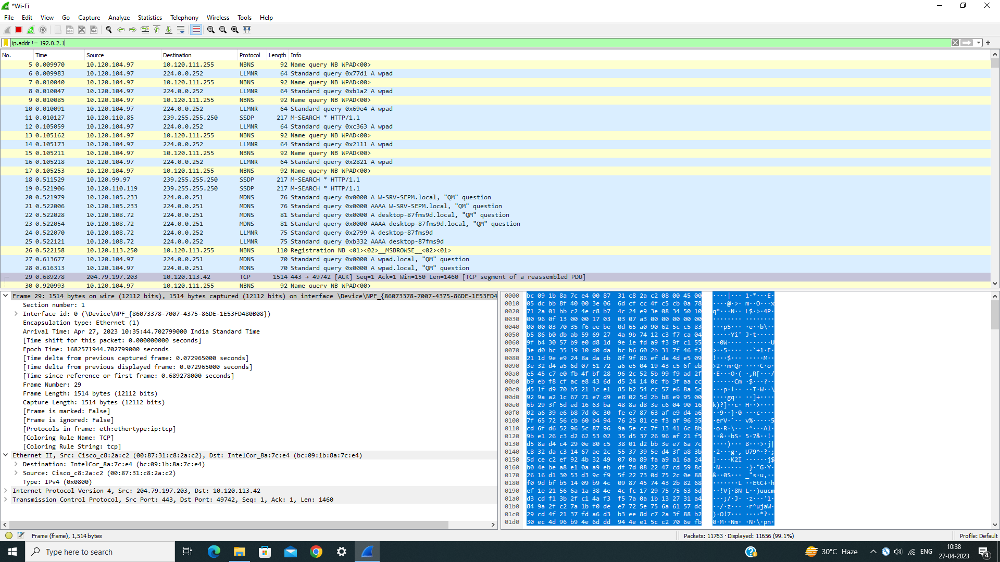 *Wi-Fi
File Edit View Go Capture Analyze Statistics Telephony Wireless Tools Help
ip.addr != 192.0.2.1
No. Time Source Destination Protocol Length Info
5 0.009970 10.120.104.97 10.120.111.255 NBNS 92 Name query NB WPAD<00>
6 0.009983 10.120.104.97 224.0.0.252 LLMNR 64 Standard query 0x77d1 A wpad
7 0.010040 10.120.104.97 10.120.111.255 NBNS 92 Name query NB WPAD<00>
8 0.010047 10.120.104.97 224.0.0.252 LLMNR 64 Standard query 0xb1a2 A wpad
9 0.010085 10.120.104.97 10.120.111.255 NBNS 92 Name query NB WPAD<00>
10 0.010091 10.120.104.97 224.0.0.252 LLMNR 64 Standard query 0x69e4 A wpad
11 0.010127 10.120.110.85 239.255.255.250 SSDP 217 M-SEARCH * HTTP/1.1
12 0.105059 10.120.104.97 224.0.0.252 LLMNR 64 Standard query 0xc363 A wpad
13 0.105162 10.120.104.97 10.120.111.255 NBNS 92 Name query NB WPAD<00>
14 0.105173 10.120.104.97 224.0.0.252 LLMNR 64 Standard query 0x2111 A wpad
15 0.105211 10.120.104.97 10.120.111.255 NBNS 92 Name query NB WPAD<00>
16 0.105218 10.120.104.97 224.0.0.252 LLMNR 64 Standard query 0x2821 A wpad
17 0.105253 10.120.104.97 10.120.111.255 NBNS 92 Name query NB WPAD<00>
18 0.511529 10.120.99.97 239.255.255.250 SSDP 217 M-SEARCH * HTTP/1.1
19 0.521906 10.120.110.119 239.255.255.250 SSDP 217 M-SEARCH * HTTP/1.1
20 0.521979 10.120.105.233 224.0.0.251 MDNS 76 Standard query 0x0000 A W-SRV-SEPM.local, "QM" question
21 0.522006 10.120.105.233 224.0.0.251 MDNS 76 Standard query 0x0000 AAAA W-SRV-SEPM.local, "QM" question
22 0.522028 10.120.108.72 224.0.0.251 MDNS 81 Standard query 0x0000 A desktop-87fms9d.local, "QM" question
23 0.522054 10.120.108.72 224.0.0.251 MDNS 81 Standard query 0x0000 AAAA desktop-87fms9d.local, "QM" question
24 0.522070 10.120.108.72 224.0.0.252 LLMNR 75 Standard query 0x2799 A desktop-87fms9d
25 0.522121 10.120.108.72 224.0.0.252 LLMNR 75 Standard query 0xb332 AAAA desktop-87fms9d
26 0.522158 10.120.113.250 10.120.111.255 NBNS 110 Registration NB <01><02>__MSBROWSE__<02><01>
27 0.613677 10.120.104.97 224.0.0.251 MDNS 70 Standard query 0x0000 A wpad.local, "QM" question
28 0.616313 10.120.104.97 224.0.0.251 MDNS 70 Standard query 0x0000 A wpad.local, "QM" question
29 0.689278 204.79.197.203 10.120.113.42 TCP 1514 443 → 49742 [ACK] Seq=1 Ack=1 Win=150 Len=1460 [TCP segment of a reassembled PDU]
30 0.920993 10.120.104.97 10.120.111.255 NBNS 92 Name query NB WPAD<00>
Frame 29: 1514 bytes on wire (12112 bits), 1514 bytes captured (12112 bits) on interface \Device\NPF_{86073378-7007-4375-86DE-1E53FD4
Section number: 1
Interface id: 0 (\Device\NPF_{86073378-7007-4375-86DE-1E53FD480B08})
Encapsulation type: Ethernet (1)
Arrival Time: Apr 27, 2023 10:35:44.702799000 India Standard Time
[Time shift for this packet: 0.000000000 seconds]
Epoch Time: 1682571944.702799000 seconds
[Time delta from previous captured frame: 0.072965000 seconds]
[Time delta from previous displayed frame: 0.072965000 seconds]
[Time since reference or first frame: 0.689278000 seconds]
Frame Number: 29
Frame Length: 1514 bytes (12112 bits)
Capture Length: 1514 bytes (12112 bits)
[Frame is marked: False]
[Frame is ignored: False]
[Protocols in frame: eth:ethertype:ip:tcp]
[Coloring Rule Name: TCP]
[Coloring Rule String: tcp]
Ethernet II, Src: Cisco_c8:2a:c2 (00:87:31:c8:2a:c2), Dst: IntelCor_8a:7c:e4 (bc:09:1b:8a:7c:e4)
Destination: IntelCor_8a:7c:e4 (bc:09:1b:8a:7c:e4)
Source: Cisco_c8:2a:c2 (00:87:31:c8:2a:c2)
Type: IPv4 (0x0800)
Internet Protocol Version 4, Src: 204.79.197.203, Dst: 10.120.113.42
Transmission Control Protocol, Src Port: 443, Dst Port: 49742, Seq: 1, Ack: 1, Len: 1460
0000 bc 09 1b 8a 7c e4 00 87 31 c8 2a c2 08 00 45 00
0010 05 dc bb 8f 40 00 3e 06 6d cf cc 4f c5 cb 0a 78
0020 71 2a 01 bb c2 4e c8 b7 4c 24 e9 3e 08 34 50 10
0030 00 96 0f 13 00 00 17 03 03 07 a3 00 00 00 00 00
0040 00 00 03 70 35 f6 ee be 0d 65 a0 90 62 5c c5 83
0050 b5 86 b0 db ab 59 69 27 4a 9b 74 12 c3 f7 ca 04
0060 9f b4 30 57 b9 e0 d8 1d 9e 1e fd a9 f3 9f c1 55
0070 3e d0 bc 35 19 10 d0 da bc b6 60 2b 31 7f 46 f2
0080 21 1d 9e e9 24 8a da cb 8f 9f 86 ef da 4d e5 09
0090 3e 32 d4 a5 6d 07 51 72 a6 e5 04 19 43 c5 6f eb
00a0 e5 45 c7 e0 fb 4f bf 28 96 2c 52 5b 99 f9 ad 2f
00b0 b9 eb f8 cf ac e8 43 6d d5 24 14 0c fb 3f aa cc
00c0 d5 1f d9 70 b5 21 1c e1 85 b2 54 cc 57 e6 8a 5c
00d0 92 9a a2 1c 67 71 e7 d9 e8 02 5d 2b b8 e9 95 00
00e0 6b 29 3f 5d ed 16 63 ba 48 8a d8 3e c6 04 90 16
00f0 02 a6 39 e6 b8 7d 0c 30 fe e7 87 63 af e9 d4 a6
0100 7f 65 72 56 cb 60 b4 94 76 25 81 ce f3 af 96 35
0110 cd 6f d6 52 96 5c 87 96 9a 5e cc 7f 13 41 6c 8b
0120 9b e1 26 c3 d2 62 53 02 35 d5 37 26 96 af 21 f5
0130 d5 8a d4 c4 29 0e 80 c5 38 01 d2 bb 3e e7 6a 7c
0140 c8 32 da c3 14 67 ae 2c 55 37 39 5e d4 3f a8 3b
0150 5d ce c2 ef 92 4b 32 49 07 0a 89 fa a9 a1 6a 24
0160 b0 4e be a8 e1 0a a9 eb df 7d 08 22 47 cd 59 8c
0170 26 16 d1 30 53 d3 9c f9 5f 22 73 0d 75 2c 0e 88
0180 f0 9d bf b5 14 09 b9 4c 09 87 45 74 43 2b 82 68
0190 ef 1e 21 56 6a 1a 38 4e 4c fc 17 29 75 75 63 6d
01a0 d3 cd f1 3b 2f c1 4a f3 f5 7a 0a 1b 13 27 31 a4
01b0 84 9a 2f c2 7a 1b f0 de e7 72 5e 75 6a 61 57 dc
01c0 29 cd 4f 21 37 fd a6 d3 b3 ee 8d c7 2a 3f 88 b2
01d0 30 ec 4d 96 b9 4e 6d dd 94 4e e1 5c c2 70 6e fb
Frame (frame), 1,514 bytes
Packets: 11763 · Displayed: 11656 (99.1%)
Profile: Default
Type here to search
30°C Haze
ENG
10:38
27-04-2023
4